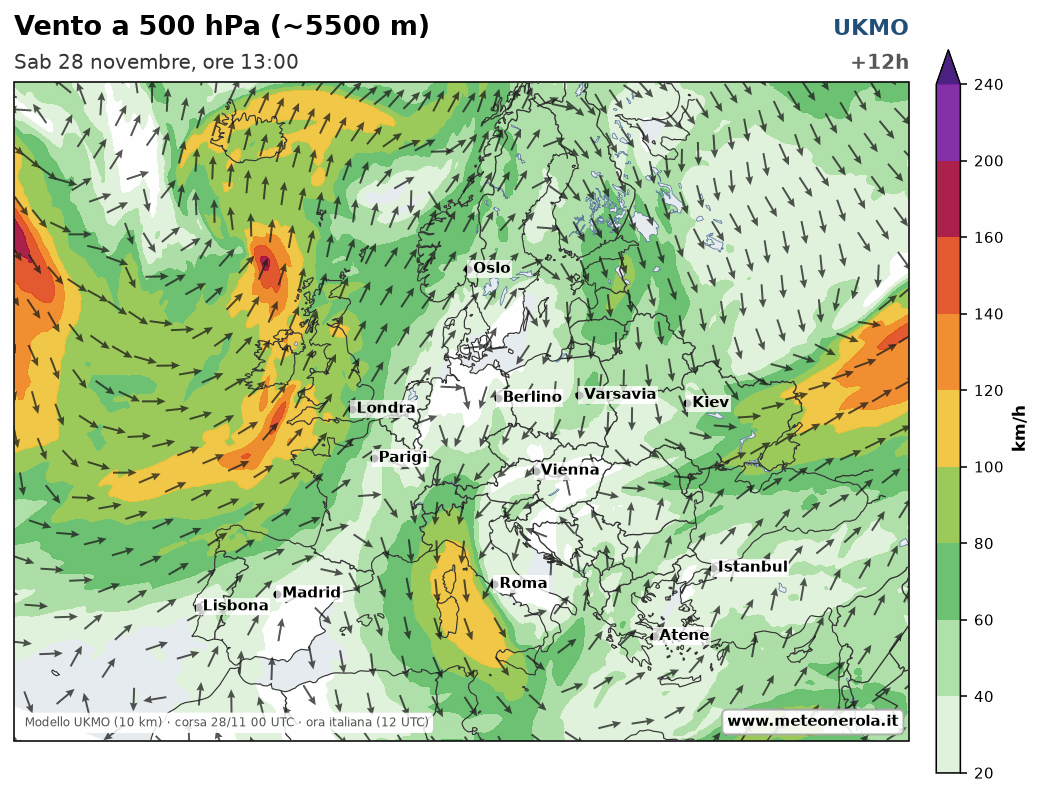 Vento a 500 hPa (~5500 m)
UKMO
Sab 28 novembre, ore 13:00
+12h
240
200
160
140
120
100
80
60
40
20
km/h
Oslo
Londra
Berlino
Varsavia
Kiev
Parigi
Vienna
Roma
Istanbul
Madrid
Lisbona
Atene
Modello UKMO (10 km) · corsa 28/11 00 UTC · ora italiana (12 UTC)
www.meteonerola.it